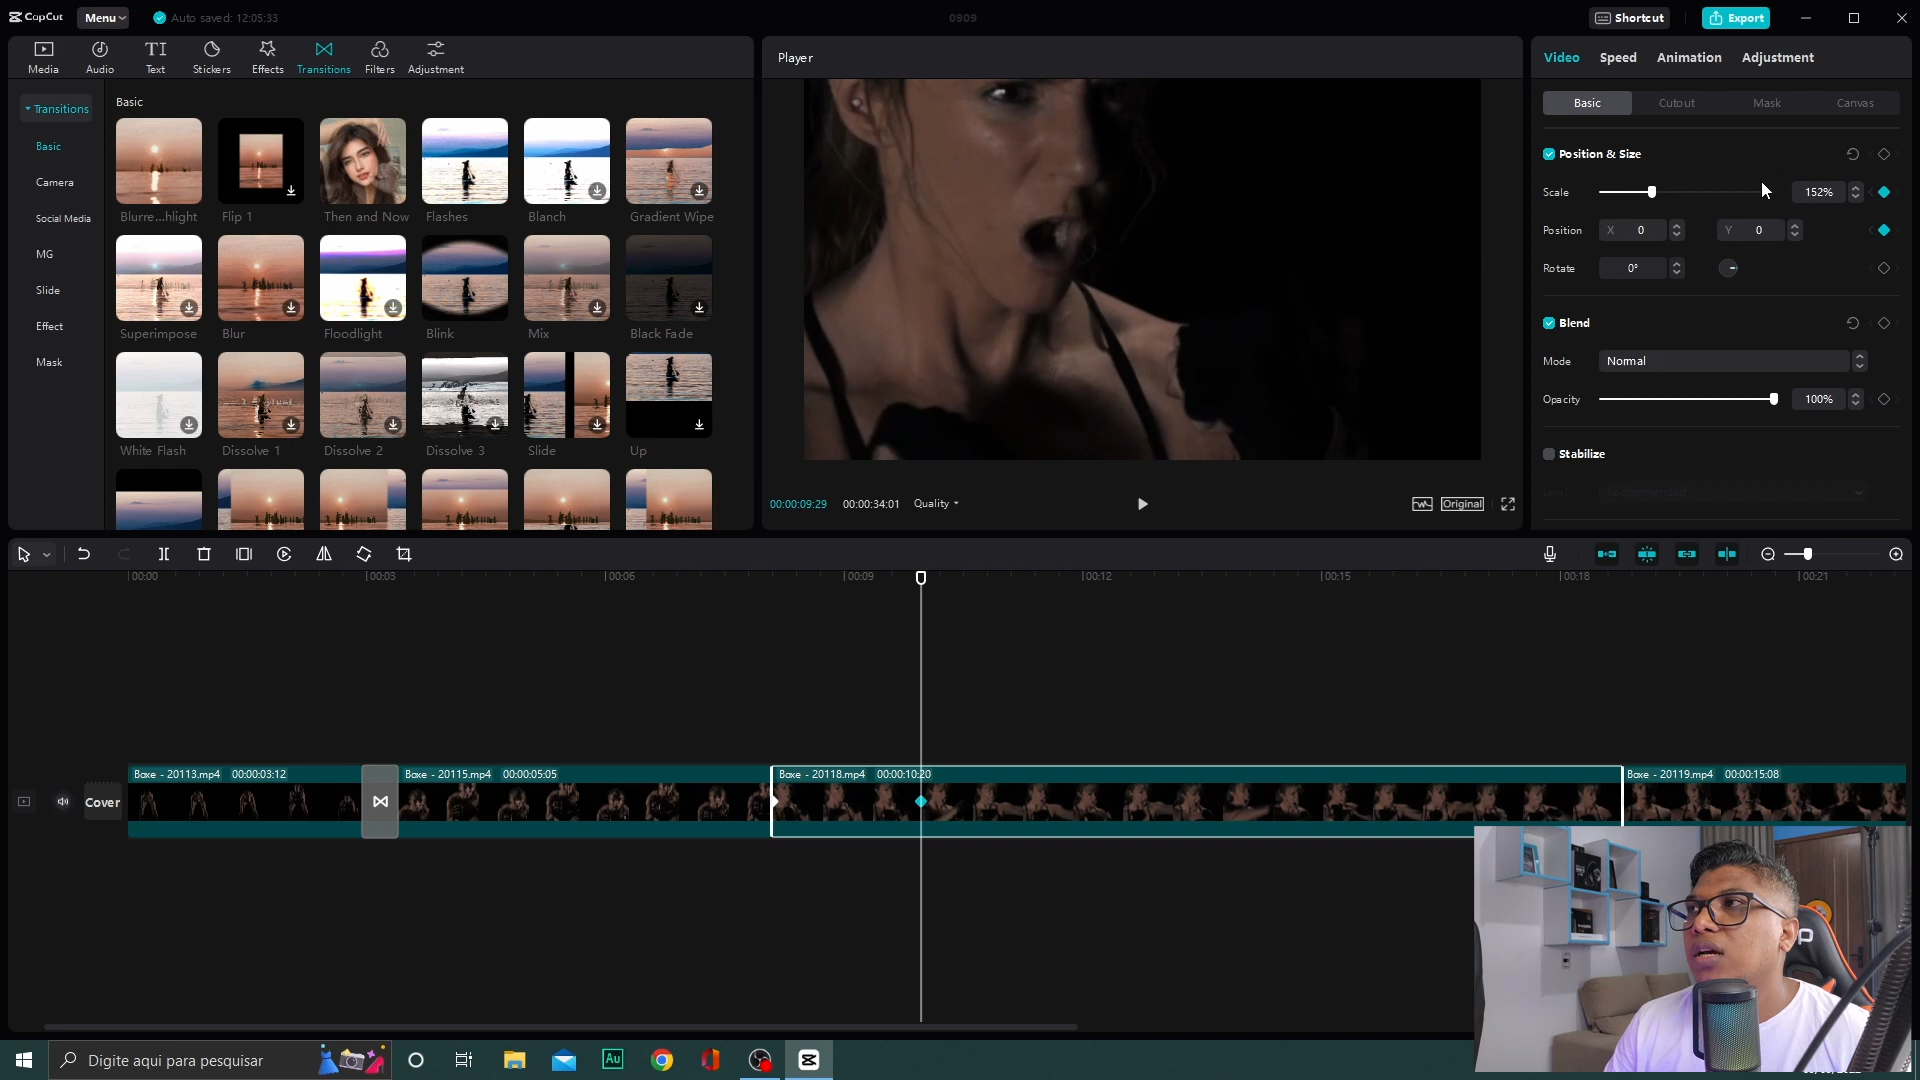 CapCut
Menu
Auto saved: 12:05:33
0909
Shortcut
Export
Media
Audio
TI
Text
Stickers
Effects
Transitions
Filters
Adjustment
Player
Video
Speed
Animation
Adjustment
Transitions
Basic
Camera
Social Media
MG
Slide
Effect
Mask
Basic
Blurre...hlight
Flip 1
Then and Now
Flashes
Blanch
Gradient Wipe
Superimpose
Blur
Floodlight
Blink
Mix
Black Fade
White Flash
Dissolve 1
Dissolve 2
Dissolve 3
Slide
Up
00:00:09:29
00:00:34:01
Quality
Original
Basic
Cutout
Mask
Canvas
Position & Size
Scale
152%
Position
X 0
Y 0
Rotate
0°
Blend
Mode
Normal
Opacity
100%
Stabilize
Level
Recommended
00:00
00:03
00:06
00:09
00:12
00:15
00:18
00:21
Cover
Boxe - 20113.mp4 00:00:03:12
Boxe - 20115.mp4 00:00:05:05
Boxe - 20118.mp4 00:00:10:20
Boxe - 20119.mp4 00:00:15:08
Digite aqui para pesquisar
Au